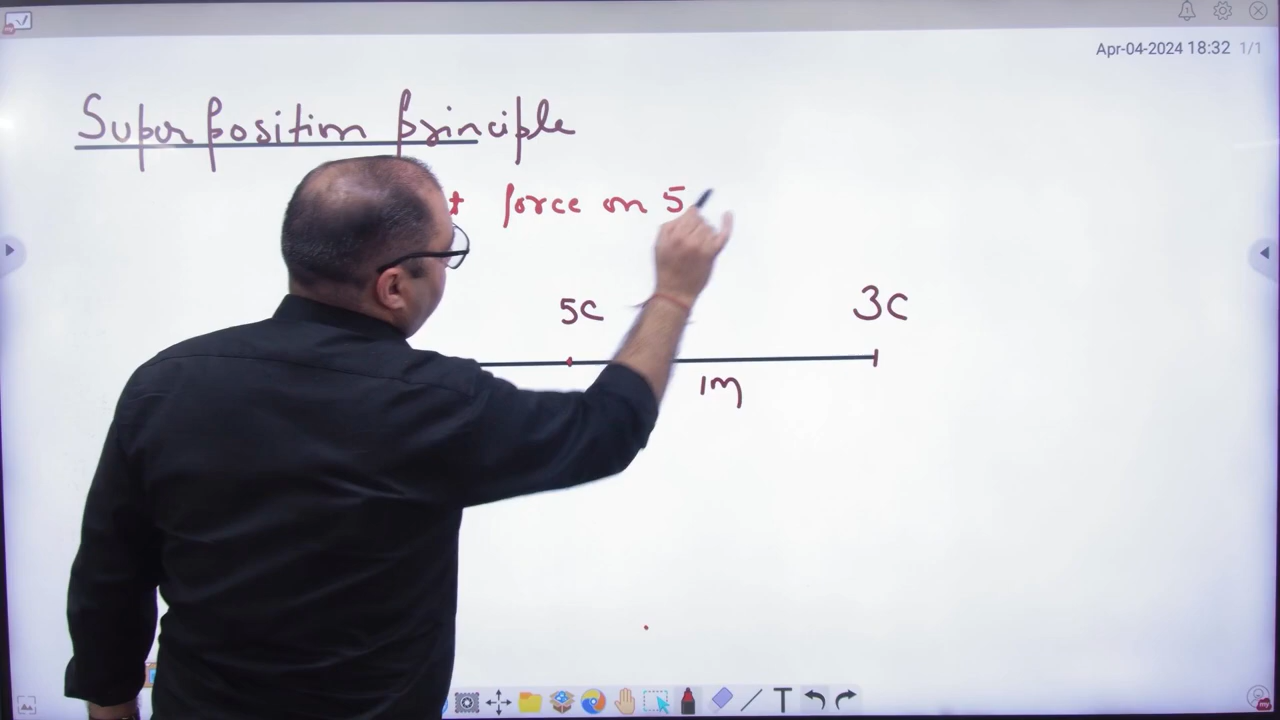 Apr-04-2024 18:32 1/1
Superposition principle
force on 5
5C 3C
1m
T